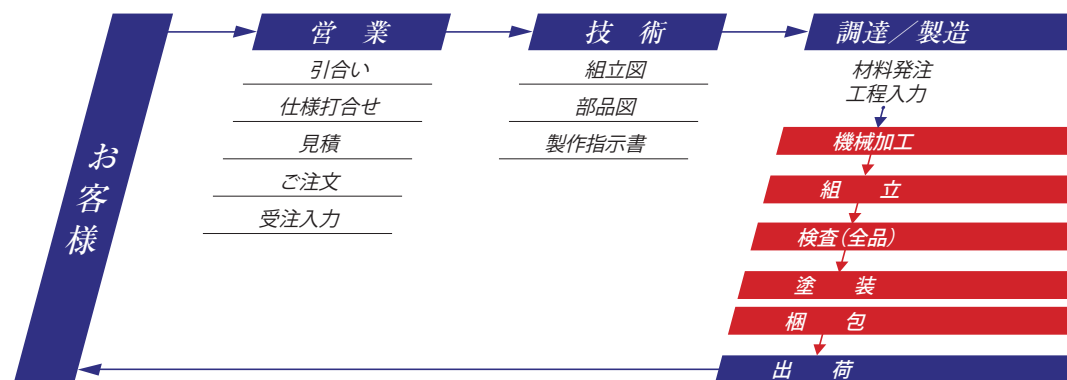 お客様
営業
引合い
仕様打合せ
見積
ご注文
受注入力
技術
組立図
部品図
製作指示書
調達／製造
材料発注
工程入力
機械加工
組立
検査(全品)
塗装
梱包
出荷